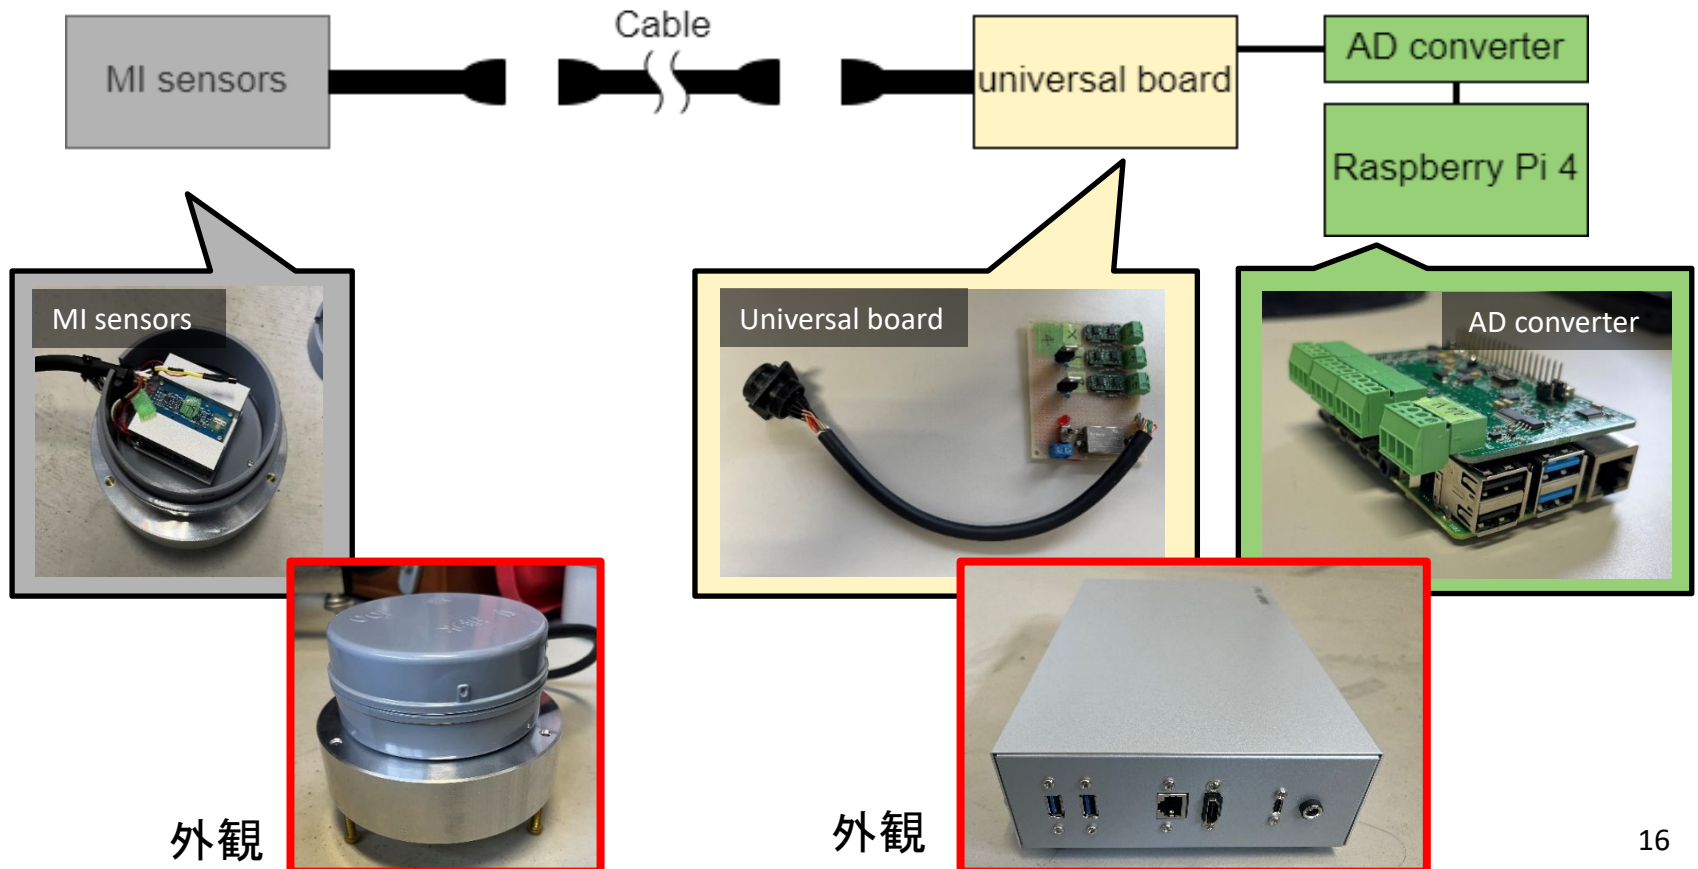 Cable
MI sensors
universal board
AD converter
Raspberry Pi 4
MI sensors
Universal board
AD converter
外観
外観
16